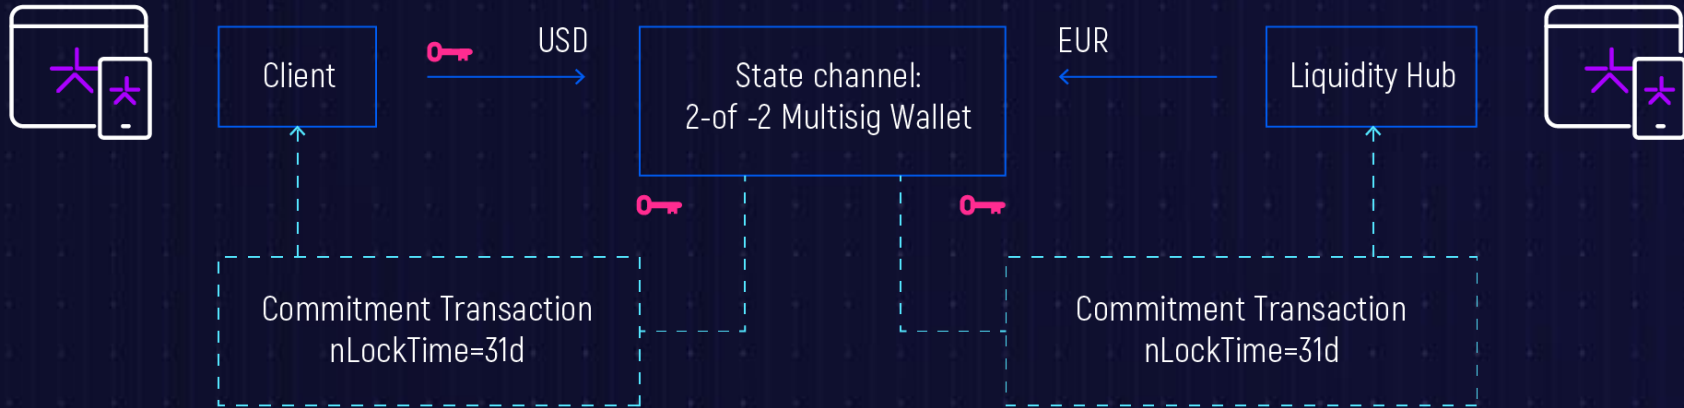 Client
USD
State channel:
2-of -2 Multisig Wallet
EUR
Liquidity Hub
Commitment Transaction
nLockTime=31d
Commitment Transaction
nLockTime=31d